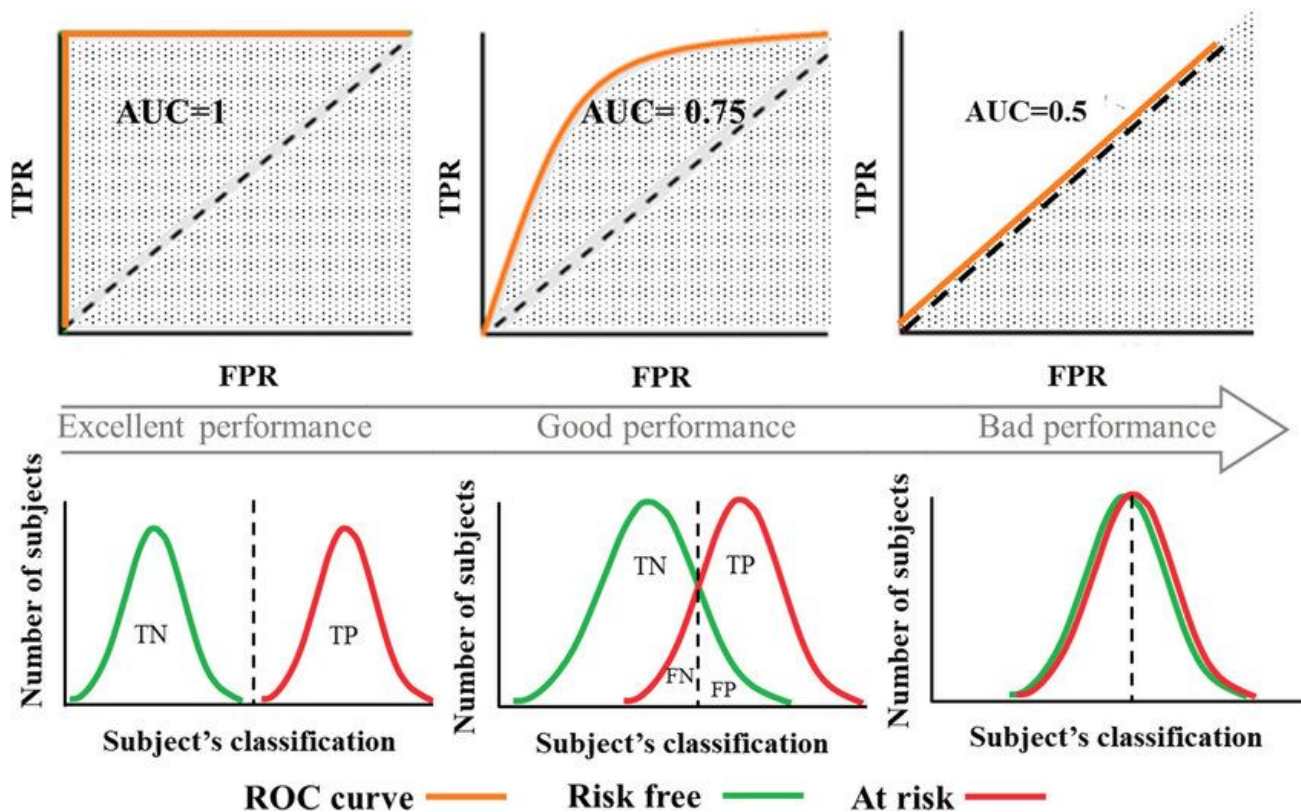 TPR
AUC=1
FPR
TPR
AUC= 0.75
FPR
TPR
AUC=0.5
FPR
Excellent performance
Good performance
Bad performance
Number of subjects
TN
TP
Subject's classification
Number of subjects
TN
TP
FN
FP
Subject's classification
Number of subjects
Subject's classification
ROC curve
Risk free
At risk